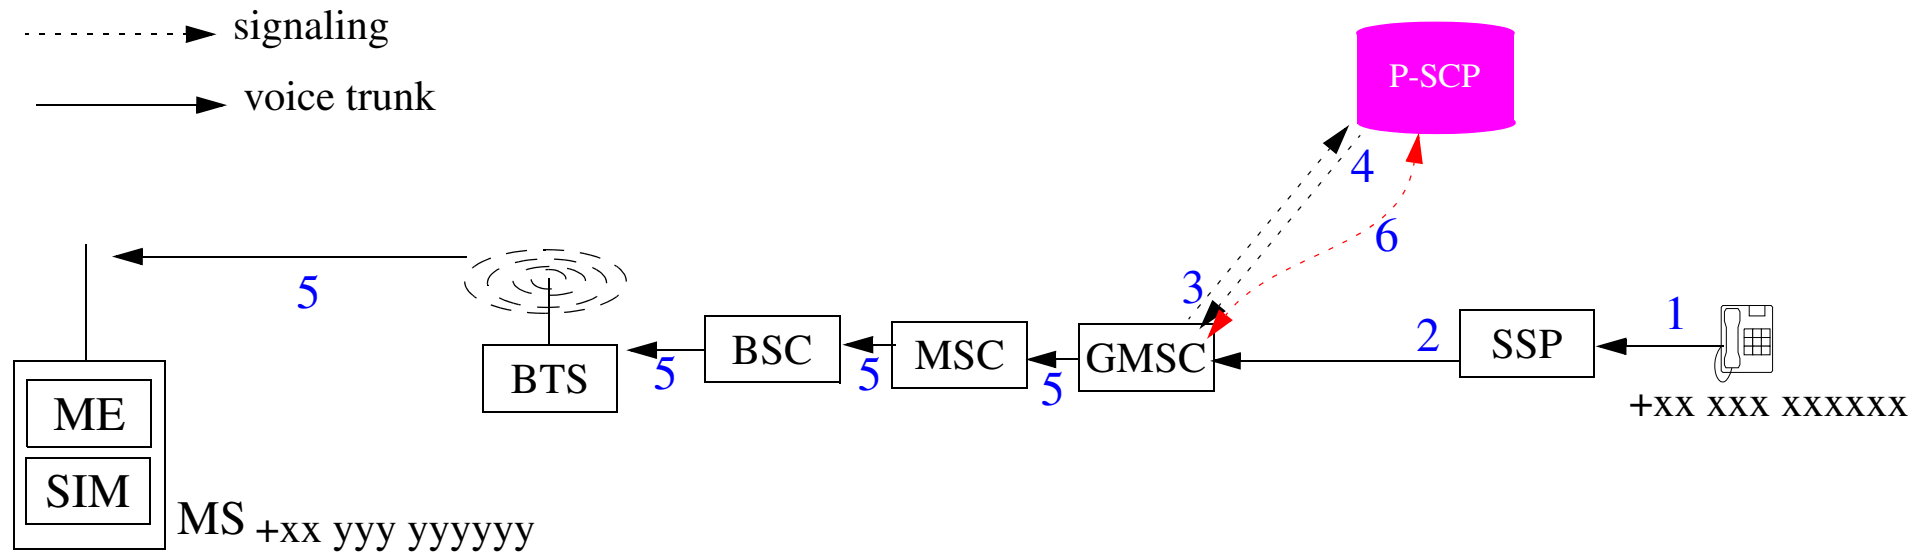 signaling
voice trunk
P-SCP
4
6
3
5
1
2
SSP
BSC
MSC
GMSC
BTS
5
5
5
+xx xxx xxxxxx
ME
SIM
MS +xx yyy yyyyyy